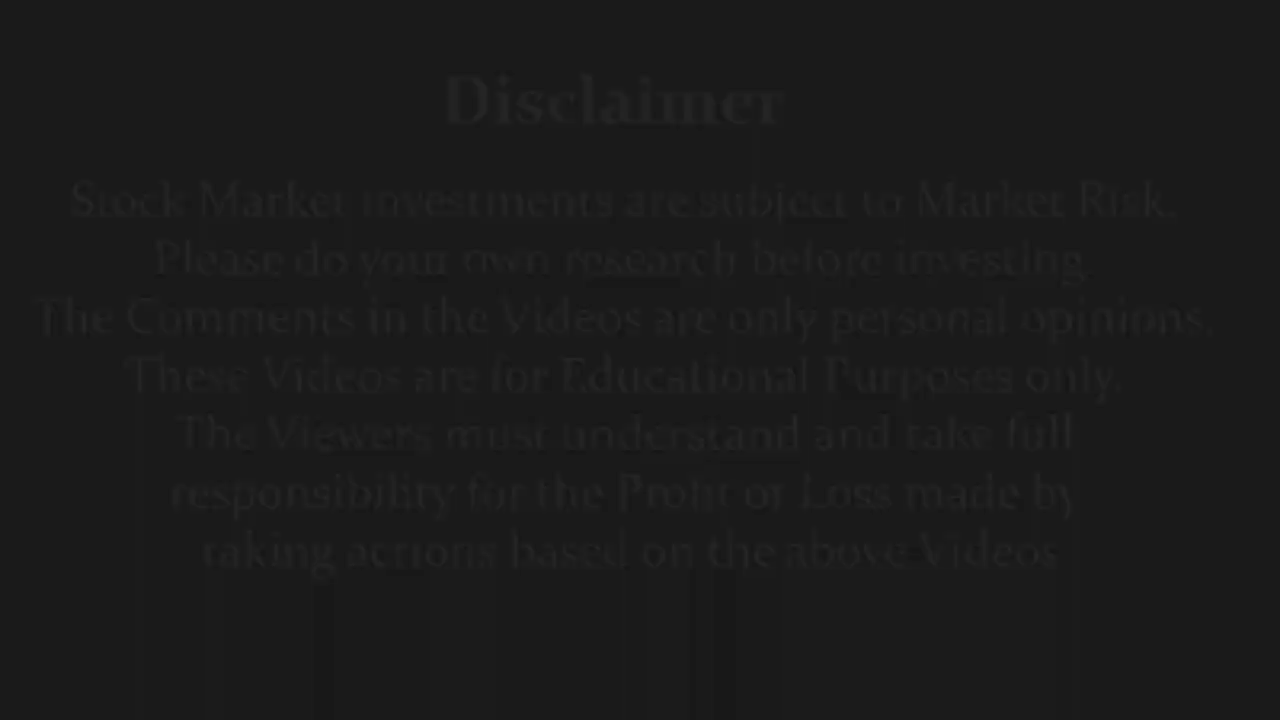 Disclaimer
Stock Market investments are subject to Market Risk.
Please do your own research before investing.
The Comments in the Videos are only personal opinions.
These Videos are for Educational Purposes only.
The Viewers must understand and take full
responsibility for the Profit or Loss made by
taking actions based on the above Videos